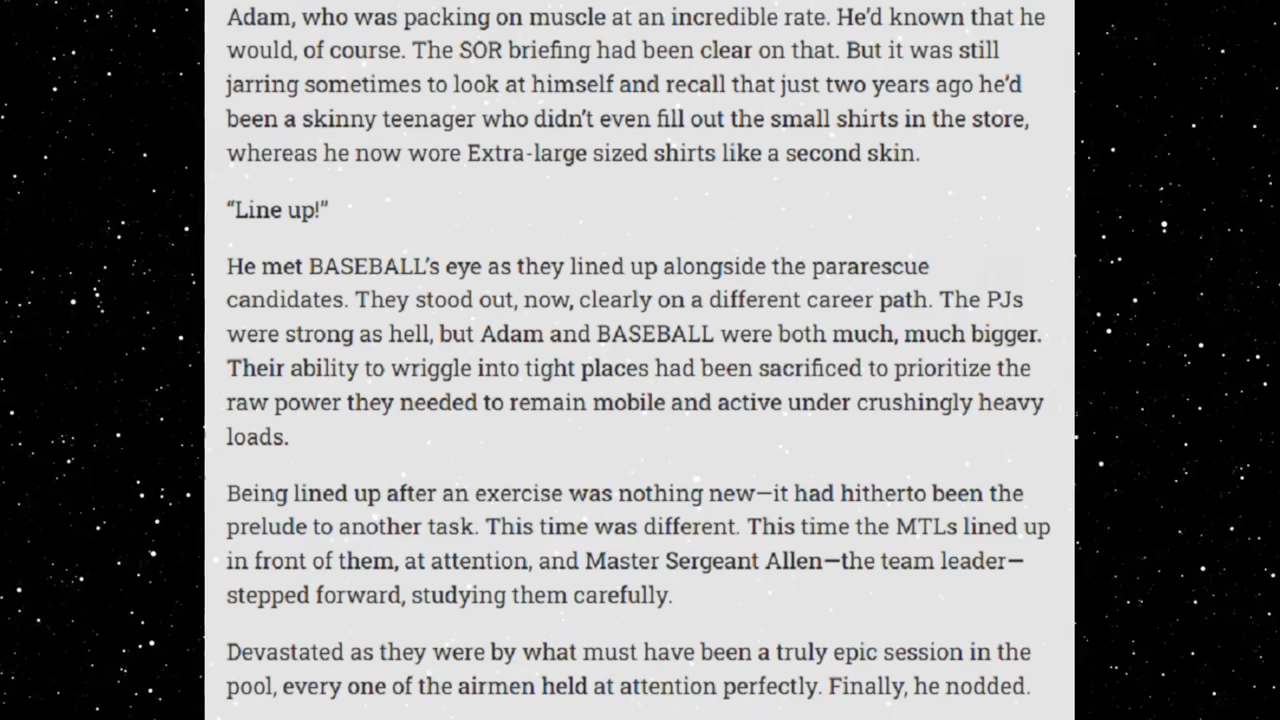 Adam, who was packing on muscle at an incredible rate. He’d known that he
would, of course. The SOR briefing had been clear on that. But it was still
jarring sometimes to look at himself and recall that just two years ago he’d
been a skinny teenager who didn’t even fill out the small shirts in the store,
whereas he now wore Extra-large sized shirts like a second skin.
“Line up!”
He met BASEBALL’s eye as they lined up alongside the pararescue
candidates. They stood out, now, clearly on a different career path. The PJs
were strong as hell, but Adam and BASEBALL were both much, much bigger.
Their ability to wriggle into tight places had been sacrificed to prioritize the
raw power they needed to remain mobile and active under crushingly heavy
loads.
Being lined up after an exercise was nothing new—it had hitherto been the
prelude to another task. This time was different. This time the MTLs lined up
in front of them, at attention, and Master Sergeant Allen—the team leader—
stepped forward, studying them carefully.
Devastated as they were by what must have been a truly epic session in the
pool, every one of the airmen held at attention perfectly. Finally, he nodded.